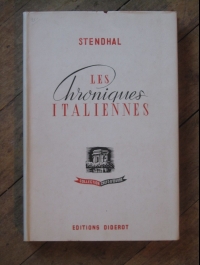 STENDHAL
LES
Chroniques
ITALIENNES
EDITIONS DIDEROT